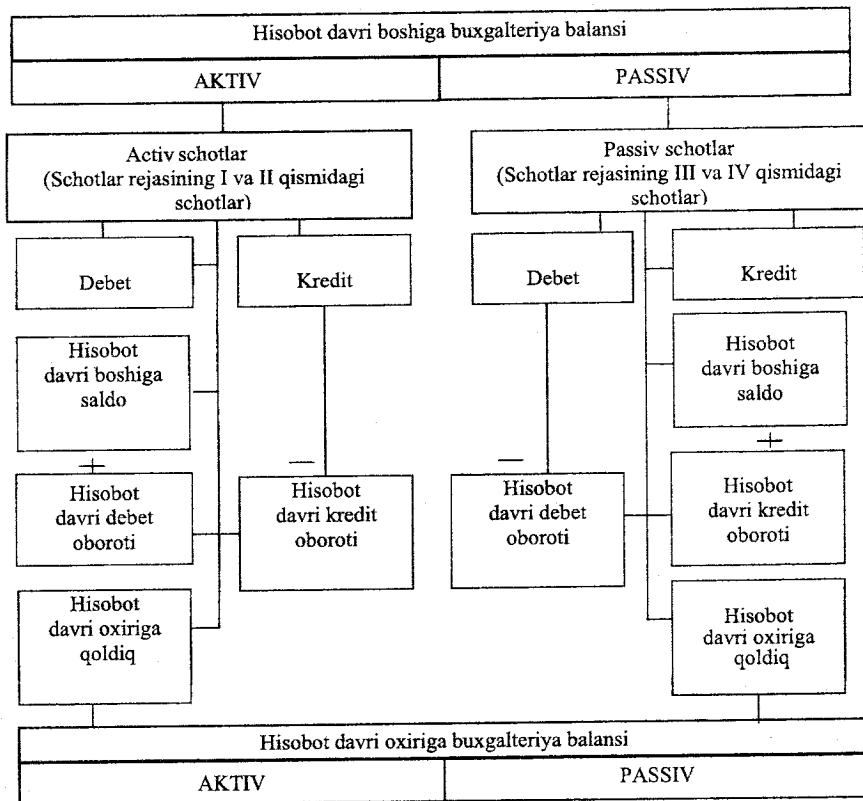 Hisobot davri boshiga buxgalteriya balansi
AKTIV
PASSIV
Activ schotlar
(Schotlar rejasining I va II qismidagi
schotlar)
Passiv schotlar
(Schotlar rejasining III va IV qismidagi
schotlar)
Debet
Kredit
Debet
Kredit
Hisobot
davri boshiga
saldo
Hisobot
davri boshiga
saldo
+
—
—
+
Hisobot
davri debet
oboroti
Hisobot
davri kredit
oboroti
Hisobot
davri debet
oboroti
Hisobot
davri kredit
oboroti
Hisobot
davri oxiriga
qoldiq
Hisobot
davri oxiriga
qoldiq
Hisobot davri oxiriga buxgalteriya balansi
AKTIV
PASSIV